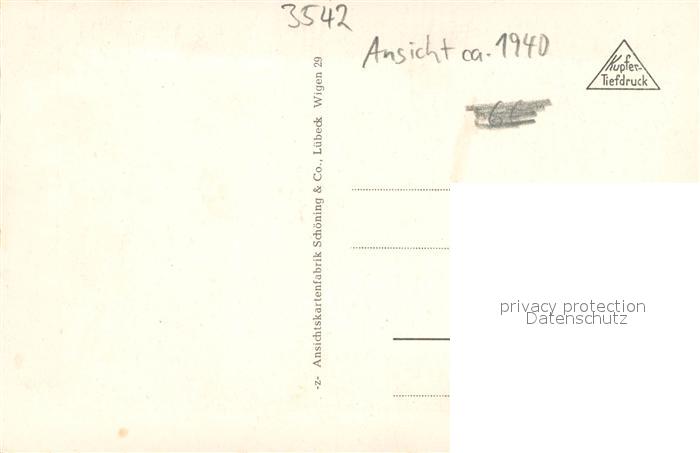 3542
Ansicht ca. 1940
Kupfer-
Tiefdruck
-z- Ansichtskartenfabrik Schöning & Co., Lübeck Wigen 29
privacy protection
Datenschutz